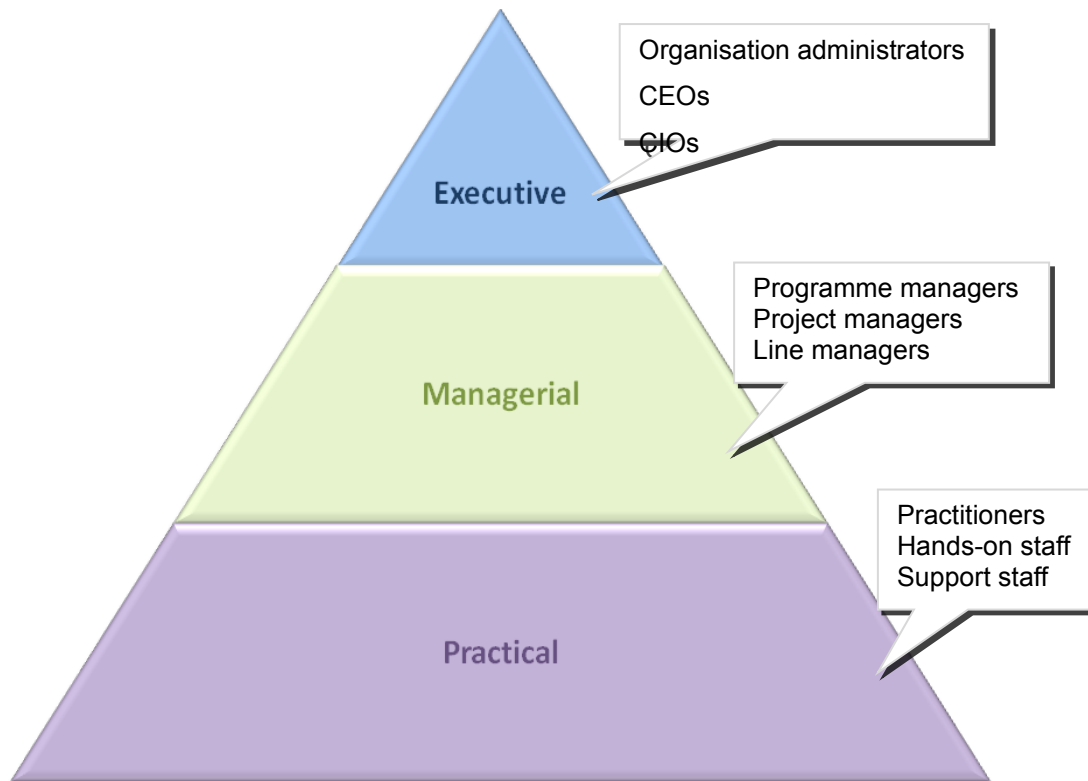 Organisation administrators
CEOs
CIOs
Executive
Programme managers
Project managers
Line managers
Managerial
Practitioners
Hands-on staff
Support staff
Practical